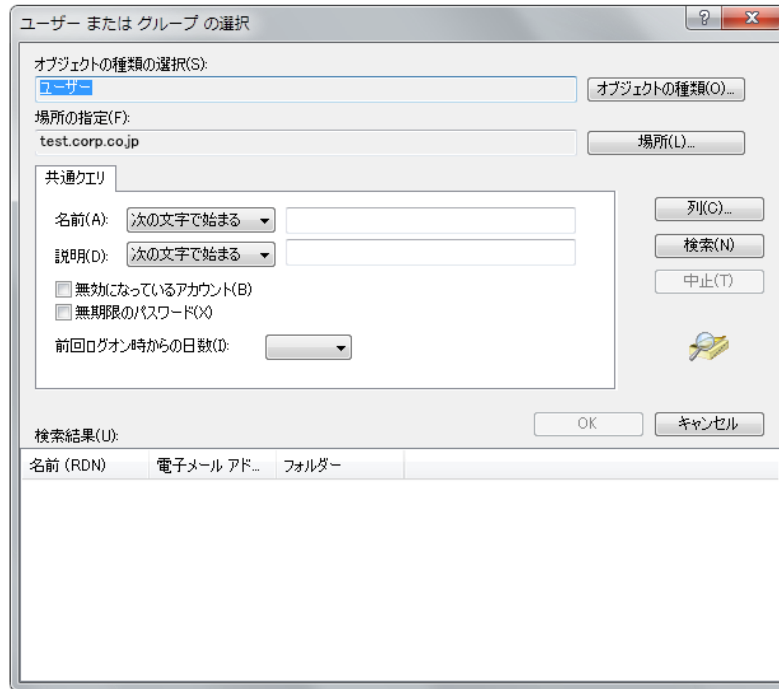 ユーザー または グループ の選択
オブジェクトの種類の選択(S):
ユーザー
オブジェクトの種類(O)...
場所の指定(F):
test.corp.co.jp
場所(L)...
共通クエリ
名前(A): 次の文字で始まる
説明(D): 次の文字で始まる
無効になっているアカウント(B)
無期限のパスワード(X)
前回ログオン時からの日数(I):
列(C)...
検索(N)
中止(T)
OK
キャンセル
検索結果(U):
名前 (RDN) 電子メール アド... フォルダー